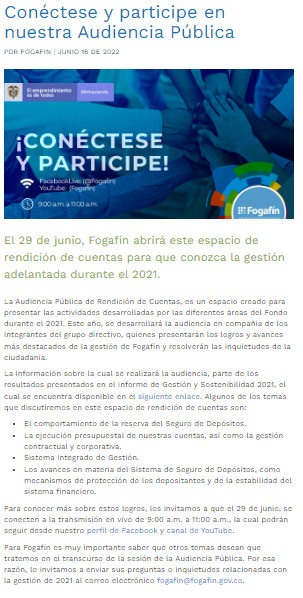 Conéctese y participe en
nuestra Audiencia Pública
POR FOGAFIN | JUNIO 16 DE 2022
El emprendimiento
es de todos
Minhacienda
¡CONÉCTESE
Y PARTICIPE!
FacebookLive: (@Fogafín)
YouTube: (Fogafín)
9:00 a.m. a 11:00 a.m.
Fogafín
El 29 de junio, Fogafín abrirá este espacio de
rendición de cuentas para que conozca la gestión
adelantada durante el 2021.
La Audiencia Pública de Rendición de Cuentas, es un espacio creado para
presentar las actividades desarrolladas por las diferentes áreas del Fondo
durante el 2021. Este año, se desarrollará la audiencia en compañía de los
integrantes del grupo directivo, quienes presentarán los logros y avances
más destacados de la gestión de Fogafín y resolverán las inquietudes de la
ciudadanía.
La información sobre la cual se realizará la audiencia, parte de los
resultados presentados en el Informe de Gestión y Sostenibilidad 2021, el
cual se encuentra disponible en el siguiente enlace. Algunos de los temas
que discutiremos en este espacio de rendición de cuentas son:
• El comportamiento de la reserva del Seguro de Depósitos.
• La ejecución presupuestal de nuestras cuentas, así como la gestión
contractual y corporativa.
• Sistema Integrado de Gestión.
• Los avances en materia del Sistema de Seguro de Depósitos, como
mecanismos de protección de los depositantes y de la estabilidad del
sistema financiero.
Para conocer más sobre estos logros, los invitamos a que el 29 de junio, se
conecten a la transmisión en vivo de 9:00 a.m. a 11:00 a.m., la cual podrán
seguir desde nuestro perfil de Facebook y canal de YouTube.
Para Fogafín es muy importante saber qué otros temas desean que
tratemos en el transcurso de la sesión de la Audiencia Pública. Por esa
razón, lo invitamos a enviar sus preguntas o inquietudes relacionadas con
la gestión de 2021 al correo electrónico fogafin@fogafin.gov.co.